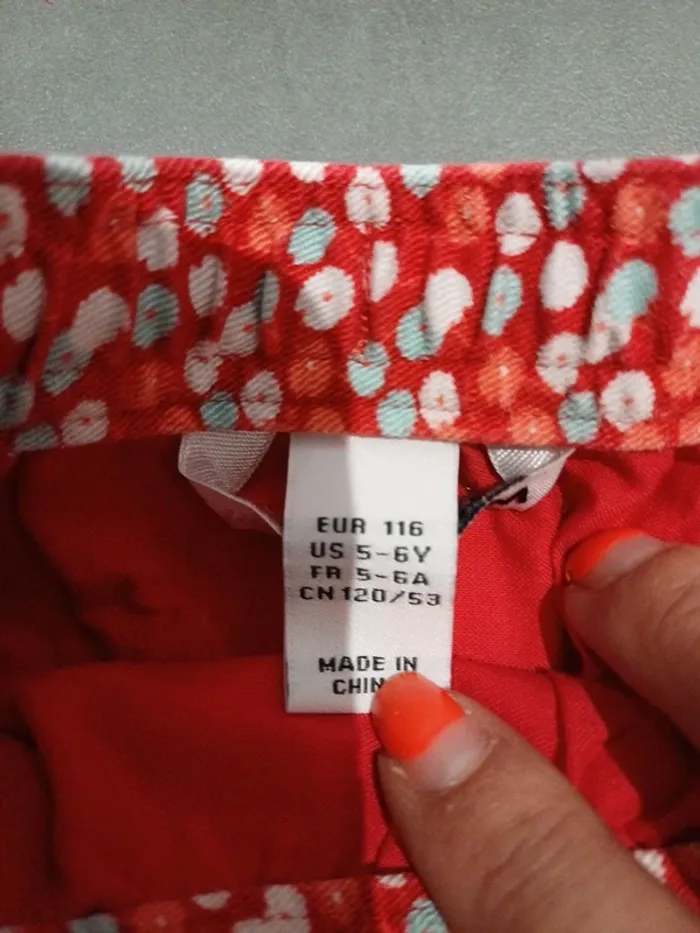 EUR 116
US 5-6Y
FR 5-6A
CN 120/53
MADE IN
CHIN